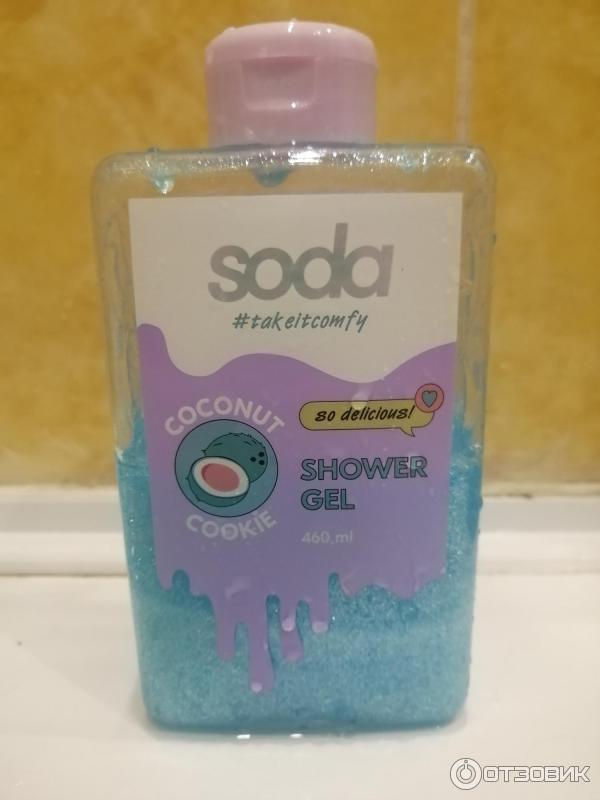 soda
#takeitcomfy
COCONUT
COOKIE
so delicious!
SHOWER
GEL
460 ml
ОТЗОВИК